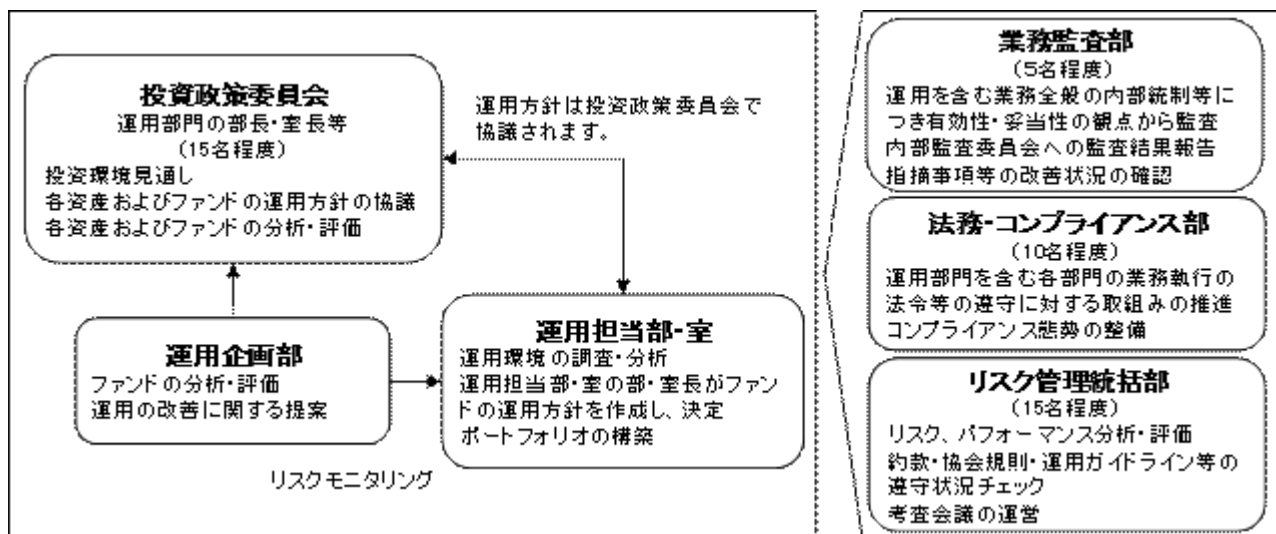 投資政策委員会
運用部門の部長・室長等
(15名程度)
投資環境見通し
各資産およびファンドの運用方針の協議
各資産およびファンドの分析・評価
運用方針は投資政策委員会で
協議されます。
運用企画部
ファンドの分析・評価
運用の改善に関する提案
運用担当部・室
運用環境の調査・分析
運用担当部・室の部・室長がファン
ドの運用方針を作成し、決定
ポートフォリオの構築
リスクモニタリング
業務監査部
(5名程度)
運用を含む業務全般の内部統制等に
つき有効性・妥当性の観点から監査
内部監査委員会への監査結果報告
指摘事項等の改善状況の確認
法務・コンプライアンス部
(10名程度)
運用部門を含む各部門の業務執行の
法令等の遵守に対する取組みの推進
コンプライアンス態勢の整備
リスク管理統括部
(15名程度)
リスク、パフォーマンス分析・評価
約款・協会規則・運用ガイドライン等の
遵守状況チェック
考査会議の運営